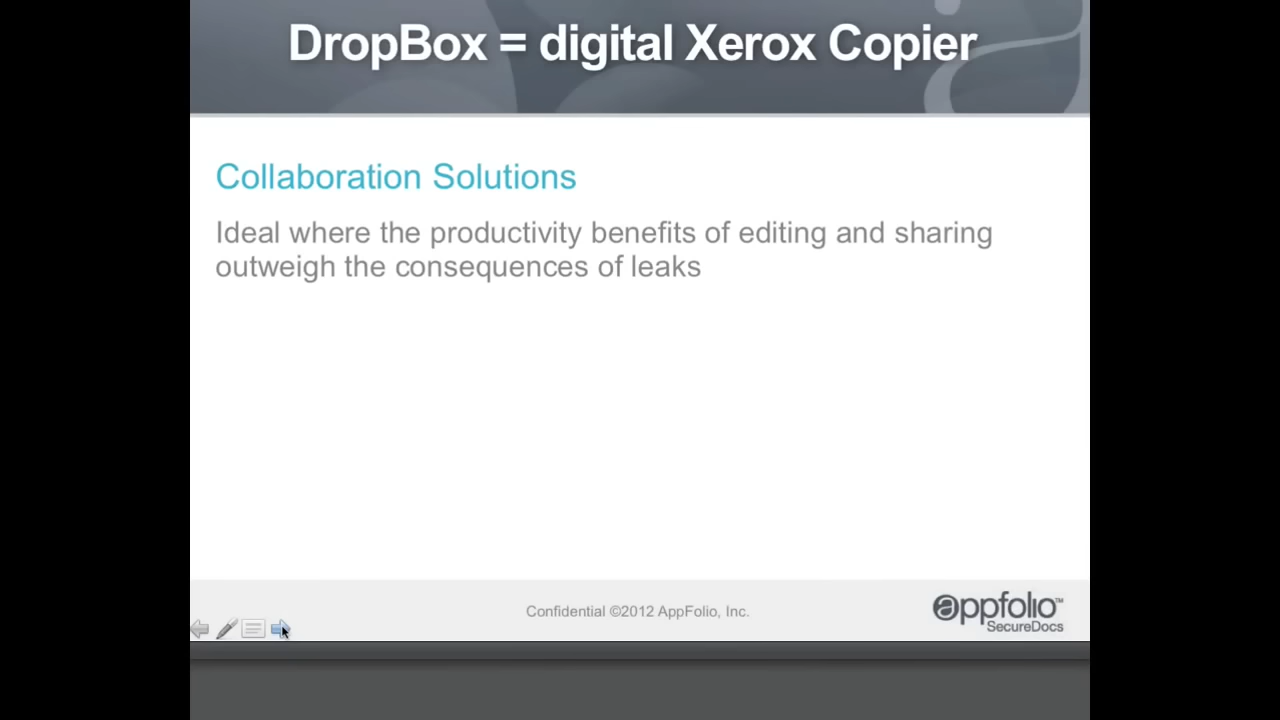 DropBox = digital Xerox Copier
Collaboration Solutions
Ideal where the productivity benefits of editing and sharing
outweigh the consequences of leaks
Confidential ©2012 AppFolio, Inc.
appfolio™
SecureDocs